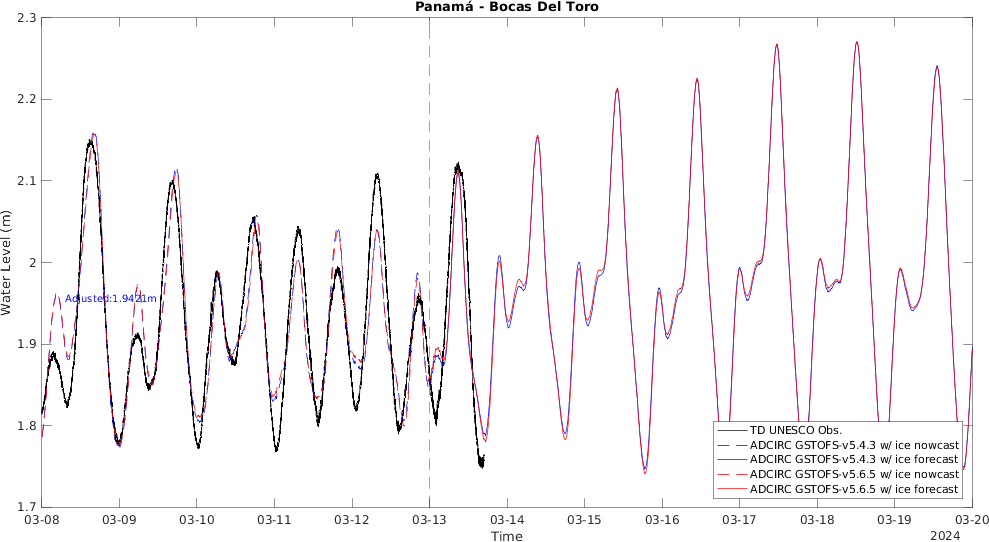 Panamá - Bocas Del Toro
2.3
2.2
2.1
2
1.9
1.8
1.7
Water Level (m)
Adjusted:1.9421m
TD UNESCO Obs.
ADCIRC GSTOFS-v5.4.3 w/ ice nowcast
ADCIRC GSTOFS-v5.4.3 w/ ice forecast
ADCIRC GSTOFS-v5.6.5 w/ ice nowcast
ADCIRC GSTOFS-v5.6.5 w/ ice forecast
03-08 03-09 03-10 03-11 03-12 03-13 03-14 03-15 03-16 03-17 03-18 03-19 03-20
Time
2024